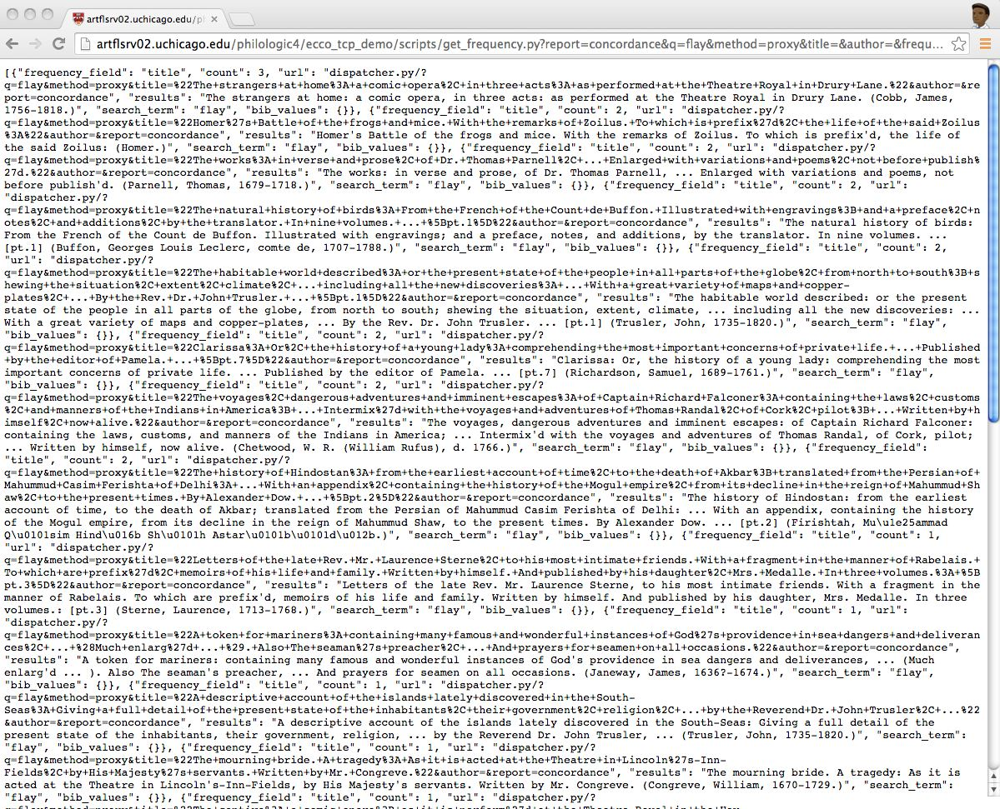 artflsrv02.uchicago.edu/pl
artflsrv02.uchicago.edu/philologic4/ecco_tcp_demo/scripts/get_frequency.py?report=concordance&q=flay&method=proxy&title=&author=&frequ...
[{"frequency_field": "title", "count": 3, "url": "dispatcher.py/?
q=flay&method=proxy&title=%22The+strangers+at+home%3A+a+comic+opera%2C+in+three+acts%3A+as+performed+at+the+Theatre+Royal+in+Drury+Lane.%22&author=&re
port=concordance", "results": "The strangers at home: a comic opera, in three acts: as performed at the Theatre Royal in Drury Lane. (Cobb, James,
1756-1818.)", "search_term": "flay", "bib_values": {}}, {"frequency_field": "title", "count": 2, "url": "dispatcher.py/?
q=flay&method=proxy&title=%22Homer%27s+Battle+of+the+frogs+and+mice.+With+the+remarks+of+Zoilus.+To+which+is+prefix%27d%2C+the+life+of+the+said+Zoilus
%3A%22&author=&report=concordance", "results": "Homer's Battle of the frogs and mice. With the remarks of Zoilus. To which is prefix'd, the life of
the said Zoilus: (Homer.)", "search_term": "flay", "bib_values": {}}, {"frequency_field": "title", "count": 2, "url": "dispatcher.py/?
q=flay&method=proxy&title=%22The+works%3A+in+verse+and+prose%2C+of+Dr.+Thomas+Parnell%2C+...+Enlarged+with+variations+and+poems%2C+not+before+publish%
27d.%22&author=&report=concordance", "results": "The works: in verse and prose, of Dr. Thomas Parnell, ... Enlarged with variations and poems, not
before publish'd. (Parnell, Thomas, 1679-1718.)", "search_term": "flay", "bib_values": {}}, {"frequency_field": "title", "count": 2, "url":
"dispatcher.py/?
q=flay&method=proxy&title=%22The+natural+history+of+birds%3A+From+the+French+of+the+Count+de+Buffon.+Illustrated+with+engravings%3B+and+a+preface%2C+n
otes%2C+and+additions%2C+by+the+translator.+In+nine+volumes.+...+%5Bpt.1%5D%22&author=&report=concordance", "results": "The natural history of birds:
From the French of the Count de Buffon. Illustrated with engravings; and a preface, notes, and additions, by the translator. In nine volumes. ...
[pt.1] (Buffon, Georges Louis Leclerc, comte de, 1707-1788.)", "search_term": "flay", "bib_values": {}}, {"frequency_field": "title", "count": 2,
"url": "dispatcher.py/?
q=flay&method=proxy&title=%22The+habitable+world+described%3A+or+the+present+state+of+the+people+in+all+parts+of+the+globe%2C+from+north+to+south%3B+s
hewing+the+situation%2C+extent%2C+climate%2C+...+including+all+the+new+discoveries%3A+...+With+a+great+variety+of+maps+and+copper-
plates%2C+...+By+the+Rev.+Dr.+John+Trusler.+...+%5Bpt.1%5D%22&author=&report=concordance", "results": "The habitable world described: or the present
state of the people in all parts of the globe, from north to south; shewing the situation, extent, climate, ... including all the new discoveries: ...
With a great variety of maps and copper-plates, ... By the Rev. Dr. John Trusler. ... [pt.1] (Trusler, John, 1735-1820.)", "search_term": "flay",
"bib_values": {}}, {"frequency_field": "title", "count": 2, "url": "dispatcher.py/?
q=flay&method=proxy&title=%22Clarissa%3A+Or%2C+the+history+of+a+young+lady%3A+comprehending+the+most+important+concerns+of+private+life.+...+Published
+by+the+editor+of+Pamela.+...+%5Bpt.7%5D%22&author=&report=concordance", "results": "Clarissa: Or, the history of a young lady: comprehending the most
important concerns of private life. ... Published by the editor of Pamela. ... [pt.7] (Richardson, Samuel, 1689-1761.)", "search_term": "flay",
"bib_values": {}}, {"frequency_field": "title", "count": 2, "url": "dispatcher.py/?
q=flay&method=proxy&title=%22The+voyages%2C+dangerous+adventures+and+imminent+escapes%3A+of+Captain+Richard+Falconer%3A+containing+the+laws%2C+customs
%2C+and+manners+of+the+Indians+in+America%3B+...+Intermix%27d+with+the+voyages+and+adventures+of+Thomas+Randal%2C+of+Cork%2C+pilot%3B+...+Written+by+h
imself%2C+now+alive.%22&author=&report=concordance", "results": "The voyages, dangerous adventures and imminent escapes: of Captain Richard Falconer:
containing the laws, customs, and manners of the Indians in America; ... Intermix'd with the voyages and adventures of Thomas Randal, of Cork, pilot;
... Written by himself, now alive. (Chetwood, W. R. (William Rufus), d. 1766.)", "search_term": "flay", "bib_values": {}}, {"frequency_field":
"title", "count": 2, "url": "dispatcher.py/?
q=flay&method=proxy&title=%22The+history+of+Hindostan%3A+from+the+earliest+account+of+time%2C+to+the+death+of+Akbar%3B+translated+from+the+Persian+of+
Mahummud+Casim+Ferishta+of+Delhi%3A+...+With+an+appendix%2C+containing+the+history+of+the+Mogul+empire%2C+from+its+decline+in+the+reign+of+Mahummud+Sh
aw%2C+to+the+present+times.+By+Alexander+Dow.+...+%5Bpt.2%5D%22&author=&report=concordance", "results": "The history of Hindostan: from the earliest
account of time, to the death of Akbar; translated from the Persian of Mahummud Casim Ferishta of Delhi: ... With an appendix, containing the history
of the Mogul empire, from its decline in the reign of Mahummud Shaw, to the present times. By Alexander Dow. ... [pt.2] (Firishtah, Mu\u1e25ammad
Q\u0101sim Hind\u016b Sh\u0101h Astar\u0101b\u0101d\u012b.)", "search_term": "flay", "bib_values": {}}, {"frequency_field": "title", "count": 1,
"url": "dispatcher.py/?
q=flay&method=proxy&title=%22Letters+of+the+late+Rev.+Mr.+Laurence+Sterne%2C+to+his+most+intimate+friends.+With+a+fragment+in+the+manner+of+Rabelais.+
To+which+are+prefix%27d%2C+memoirs+of+his+life+and+family.+Written+by+himself.+And+published+by+his+daughter%2C+Mrs.+Medalle.+In+three+volumes.%3A+%5B
pt.3%5D%22&author=&report=concordance", "results": "Letters of the late Rev. Mr. Laurence Sterne, to his most intimate friends. With a fragment in the
manner of Rabelais. To which are prefix'd, memoirs of his life and family. Written by himself. And published by his daughter, Mrs. Medalle. In three
volumes.: [pt.3] (Sterne, Laurence, 1713-1768.)", "search_term": "flay", "bib_values": {}}, {"frequency_field": "title", "count": 1, "url":
"dispatcher.py/?
q=flay&method=proxy&title=%22A+token+for+mariners%3A+containing+many+famous+and+wonderful+instances+of+God%27s+providence+in+sea+dangers+and+deliveran
ces%2C+...+%28Much+enlarg%27d+...+%29.+Also+The+seaman%27s+preacher%2C+...+And+prayers+for+seamen+on+all+occasions.%22&author=&report=concordance",
"results": "A token for mariners: containing many famous and wonderful instances of God's providence in sea dangers and deliverances, ... (Much
enlarg'd ... ). Also The seaman's preacher, ... And prayers for seamen on all occasions. (Janeway, James, 1636?-1674.)", "search_term": "flay",
"bib_values": {}}, {"frequency_field": "title", "count": 1, "url": "dispatcher.py/?
q=flay&method=proxy&title=%22A+descriptive+account+of+the+islands+lately+discovered+in+the+South-
Seas%3A+Giving+a+full+detail+of+the+present+state+of+the+inhabitants%2C+their+government%2C+religion%2C+...+by+the+Reverend+Dr.+John+Trusler%2C+...%22
&author=&report=concordance", "results": "A descriptive account of the islands lately discovered in the South-Seas: Giving a full detail of the
present state of the inhabitants, their government, religion, ... by the Reverend Dr. John Trusler, ... (Trusler, John, 1735-1820.)", "search_term":
"flay", "bib_values": {}}, {"frequency_field": "title", "count": 1, "url": "dispatcher.py/?
q=flay&method=proxy&title=%22The+mourning+bride.+A+tragedy%3A+As+it+is+acted+at+the+Theatre+in+Lincoln%27s-Inn-
Fields%2C+by+His+Majesty%27s+servants.+Written+by+Mr.+Congreve.%22&author=&report=concordance", "results": "The mourning bride. A tragedy: As it is
acted at the Theatre in Lincoln's-Inn-Fields, by His Majesty's servants. Written by Mr. Congreve. (Congreve, William, 1670-1729.)", "search_term":
"flay", "bib_values": {}}, {"frequency_field": "title", "count": 1, "url": "dispatcher.py/?